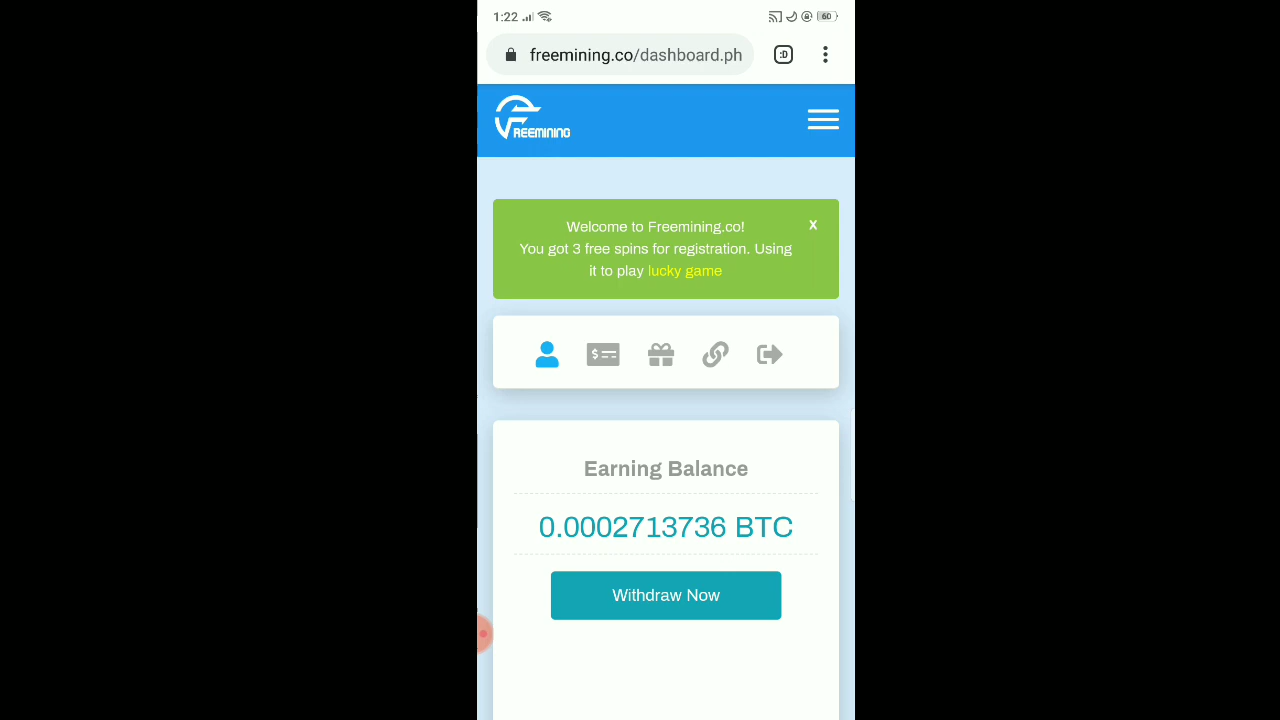 1:22
60
freemining.co/dashboard.ph
:D
FREEMINING
Welcome to Freemining.co!
X
You got 3 free spins for registration. Using
it to play lucky game
Earning Balance
0.0002713736 BTC
Withdraw Now